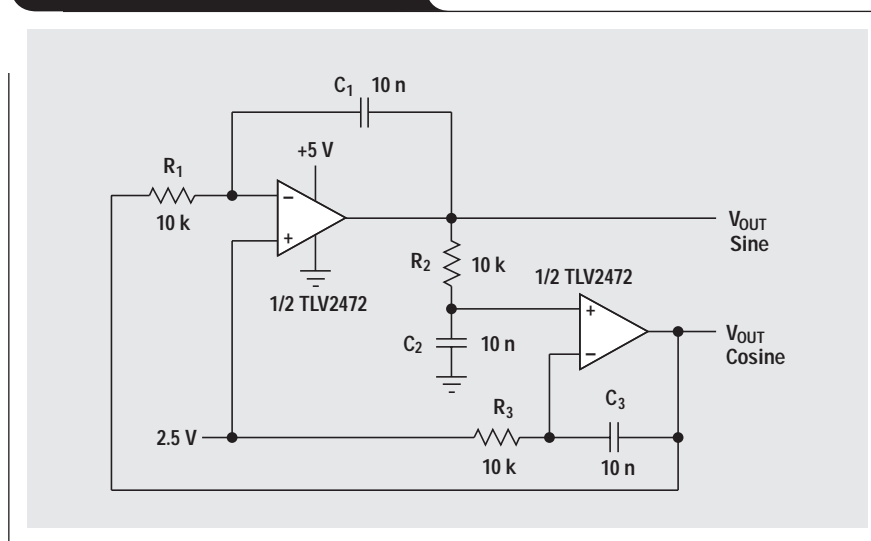 C1 10 n
+5 V
R1
10 k
–
+
1/2 TLV2472
VOUT
Sine
R2 10 k
1/2 TLV2472
C2 10 n
+
–
VOUT
Cosine
2.5 V
R3
10 k
C3
10 n